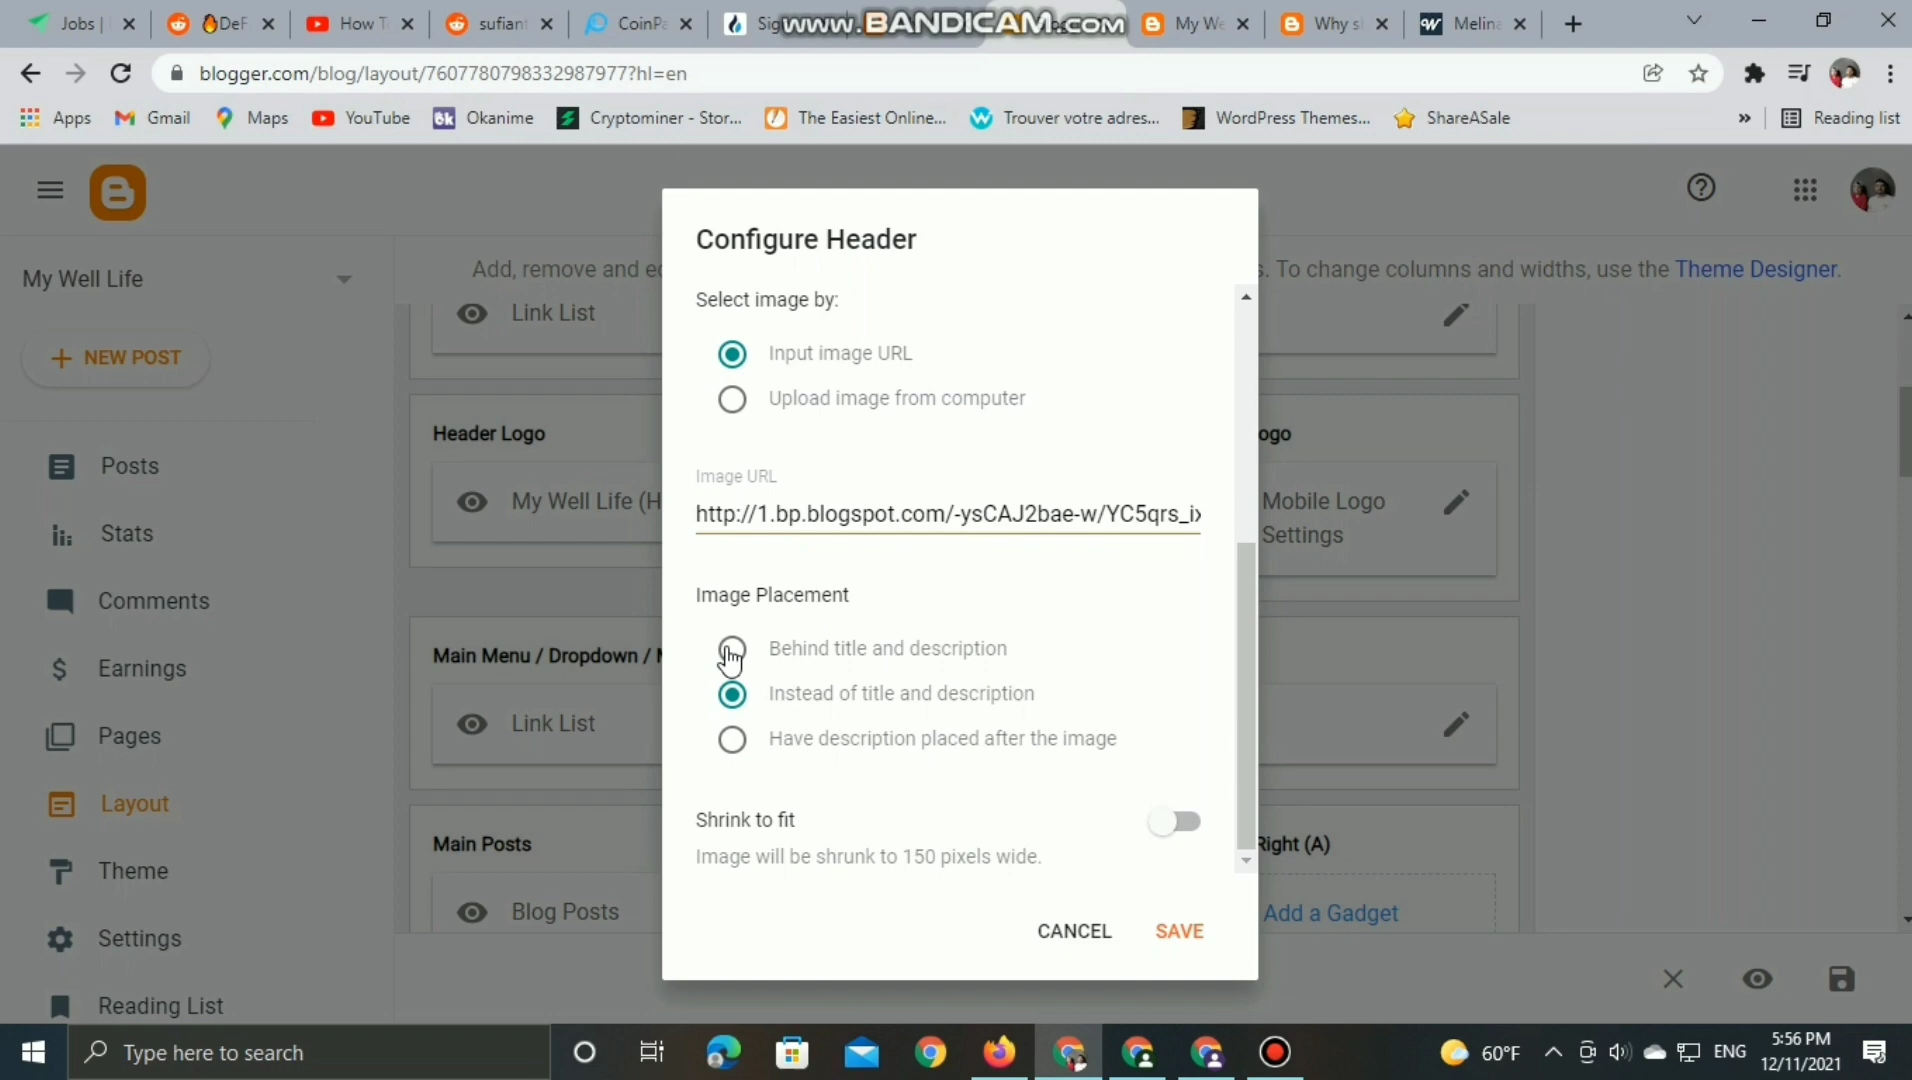 Jobs |
DeF
How T
sufiant
CoinPa
Sig
www.BANDICAM.com
My We
Why s
Melina
blogger.com/blog/layout/7607780798332987977?hl=en
Apps
Gmail
Maps
YouTube
Okanime
Cryptominer - Stor...
The Easiest Online...
Trouver votre adres...
WordPress Themes...
ShareASale
»
Reading list
My Well Life
Add, remove and e
s. To change columns and widths, use the Theme Designer.
+ NEW POST
Posts
Stats
Comments
Earnings
Pages
Layout
Theme
Settings
Reading List
Link List
Header Logo
My Well Life (H
ogo
Mobile Logo
Settings
Main Menu / Dropdown /
Link List
Main Posts
Blog Posts
Right (A)
Add a Gadget
Configure Header
Select image by:
Input image URL
Upload image from computer
Image URL
http://1.bp.blogspot.com/-ysCAJ2bae-w/YC5qrs_ix
Image Placement
Behind title and description
Instead of title and description
Have description placed after the image
Shrink to fit
Image will be shrunk to 150 pixels wide.
CANCEL
SAVE
Type here to search
60°F
ENG
5:56 PM
12/11/2021